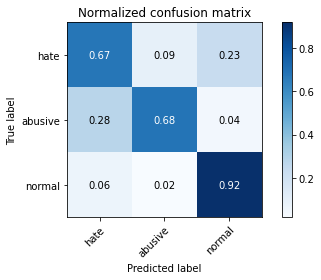 Normalized confusion matrix
True label
hate 0.67 0.09 0.23
abusive 0.28 0.68 0.04
normal 0.06 0.02 0.92
hate abusive normal
Predicted label
0.8
0.6
0.4
0.2